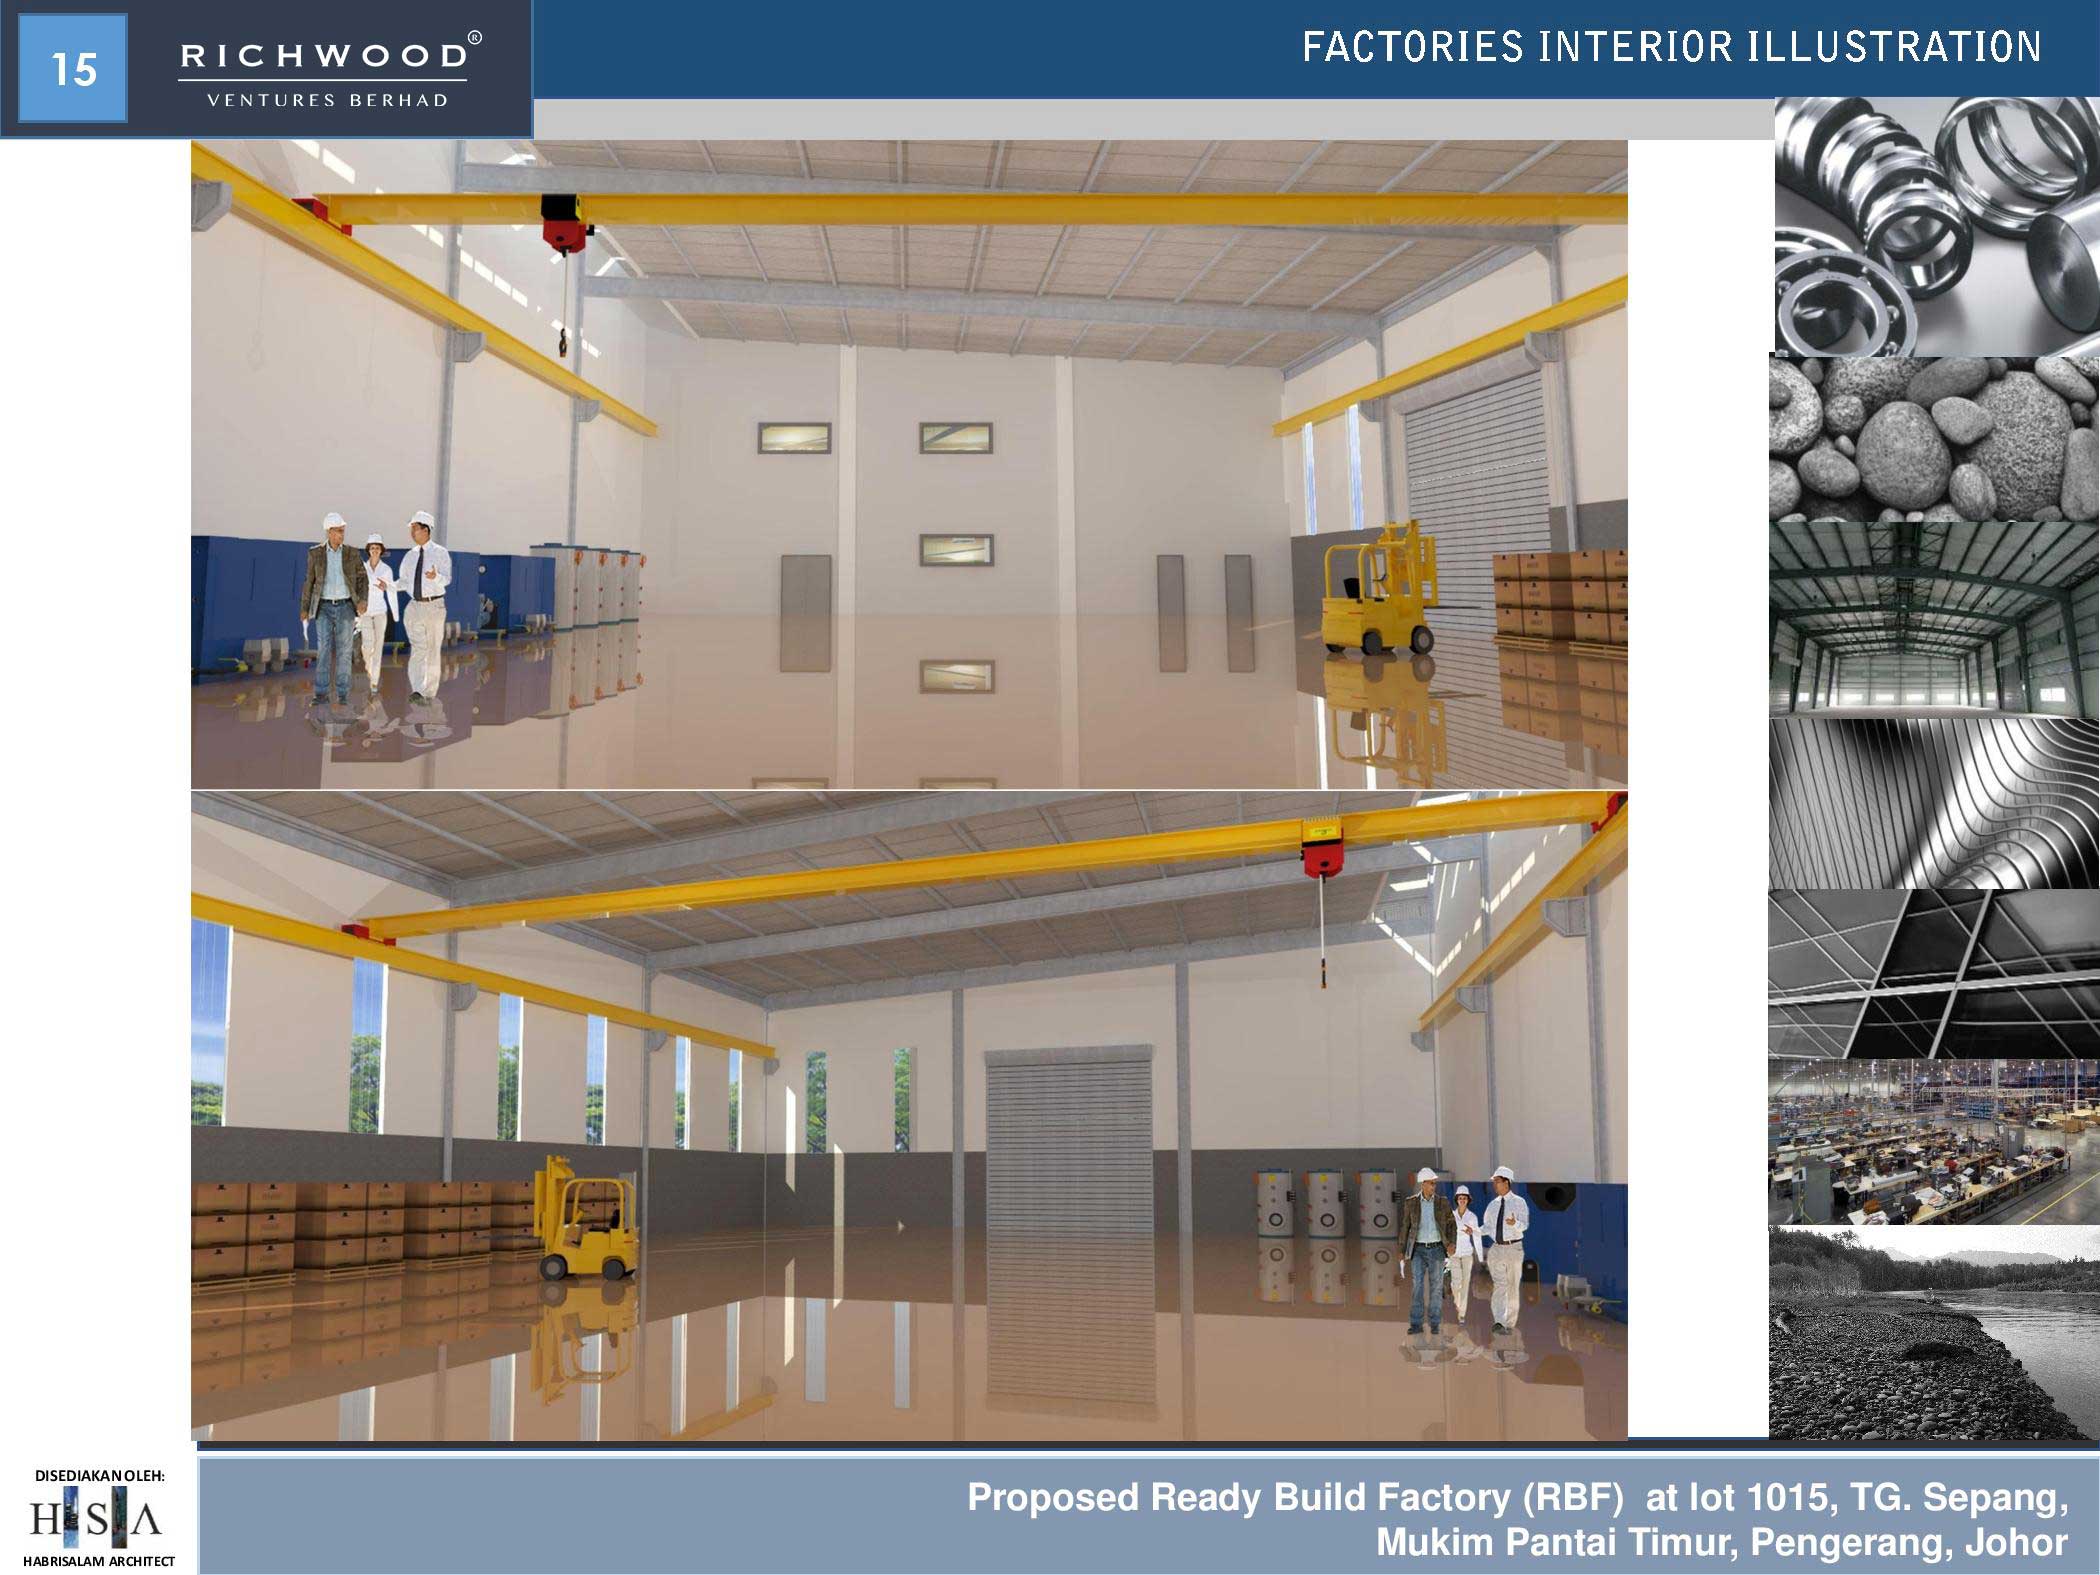 15
RICHWOOD®
VENTURES BERHAD
FACTORIES INTERIOR ILLUSTRATION
DISEDIAKAN OLEH:
HSA
HABRISALAM ARCHITECT
Proposed Ready Build Factory (RBF) at lot 1015, TG. Sepang,
Mukim Pantai Timur, Pengerang, Johor